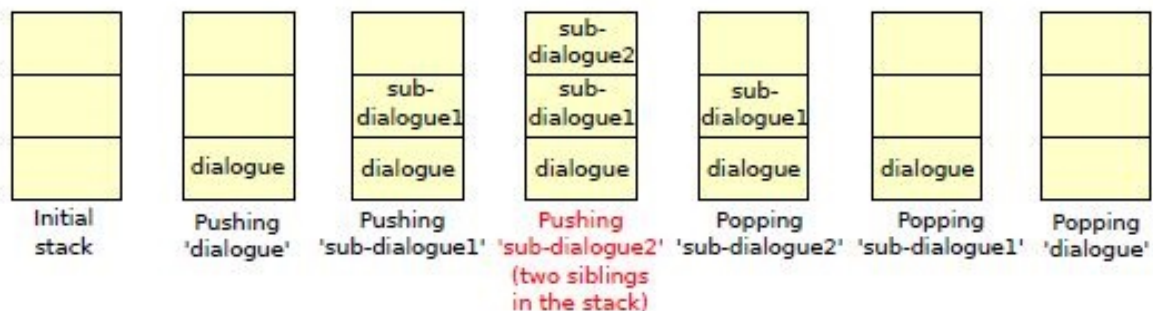 sub-
dialogue2
sub-
dialogue1
sub-
dialogue1
sub-
dialogue1
dialogue
dialogue
dialogue
dialogue
dialogue
Initial
stack
Pushing
'dialogue'
Pushing
'sub-dialogue1'
Pushing
'sub-dialogue2'
(two siblings
in the stack)
Popping
'sub-dialogue2'
Popping
'sub-dialogue1'
Popping
'dialogue'